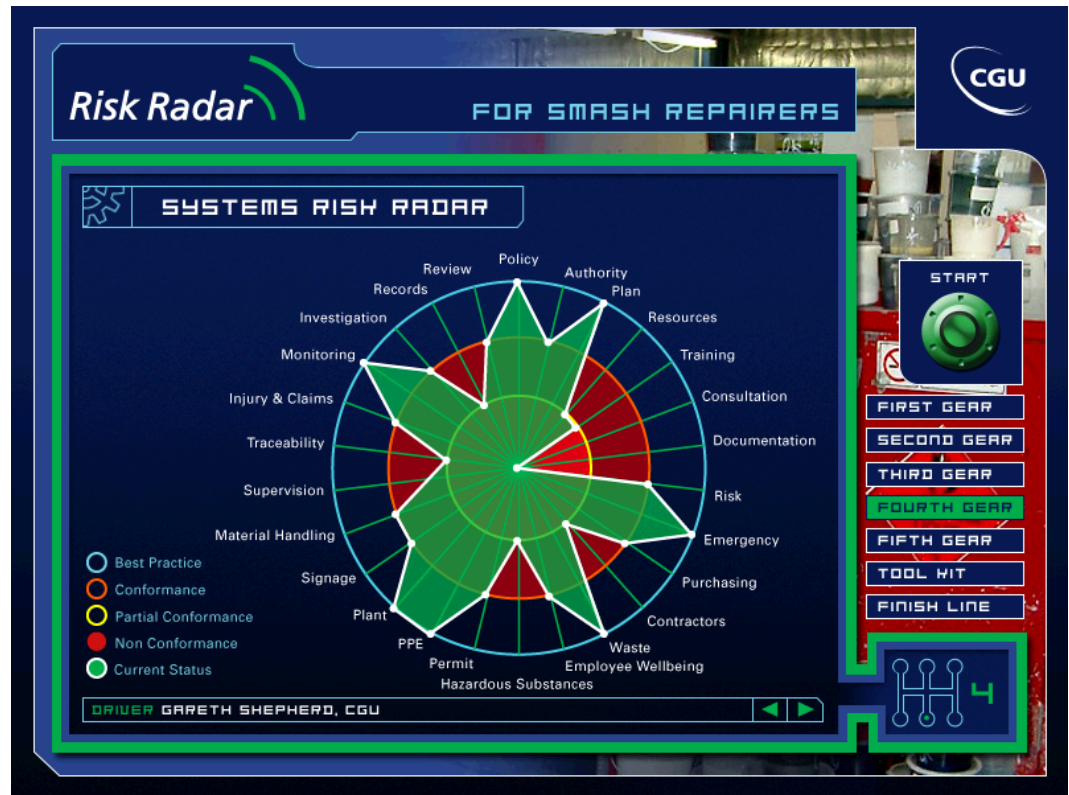 Risk Radar
FOR SMASH REPAIRERS
CGU
SYSTEMS RISK RADAR
START
Policy
Authority
Plan
Resources
Training
Consultation
Documentation
Risk
Emergency
Purchasing
Contractors
Waste
Employee Wellbeing
Hazardous Substances
Permit
PPE
Plant
Signage
Material Handling
Supervision
Traceability
Injury & Claims
Monitoring
Investigation
Records
Review
Best Practice
Conformance
Partial Conformance
Non Conformance
Current Status
FIRST GEAR
SECOND GEAR
THIRD GEAR
FOURTH GEAR
FIFTH GEAR
TOOL KIT
FINISH LINE
DRIVER GARETH SHEPHERD, CGU
4